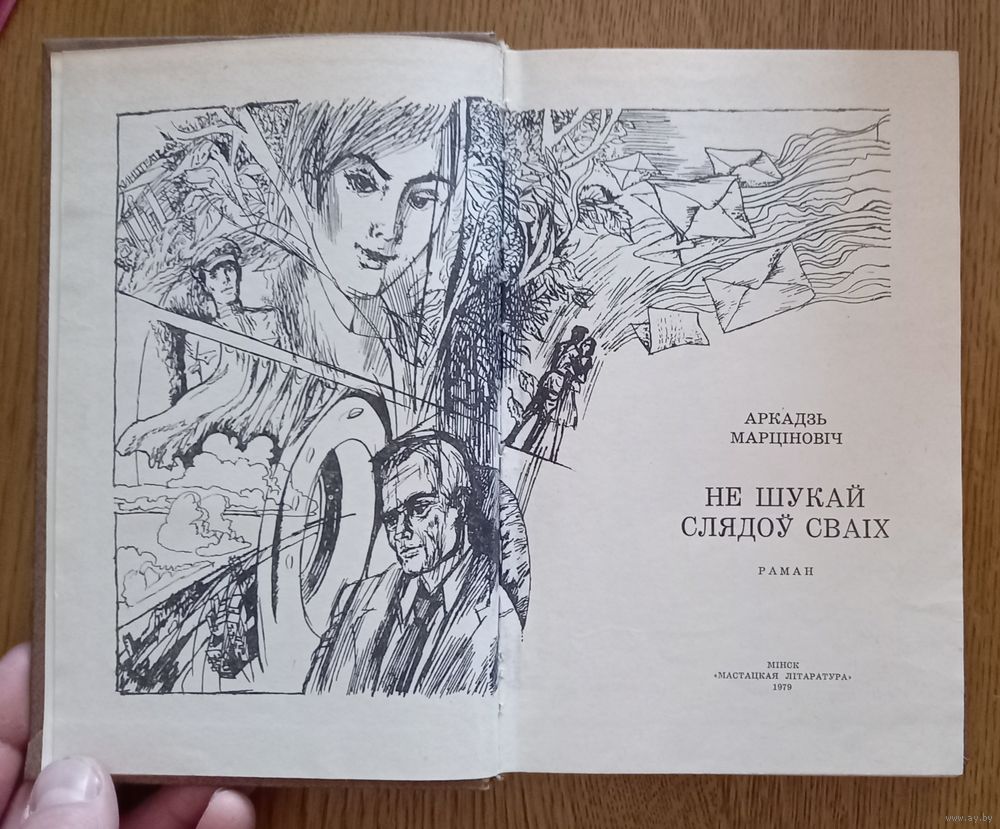 АРКАДЗЬ
МАРЦІНОВІЧ
НЕ ШУКАЙ
СЛЯДОЎ СВАІХ
РАМАН
МІНСК
«МАСТАЦКАЯ ЛІТАРАТУРА»
1979
www.ay.by